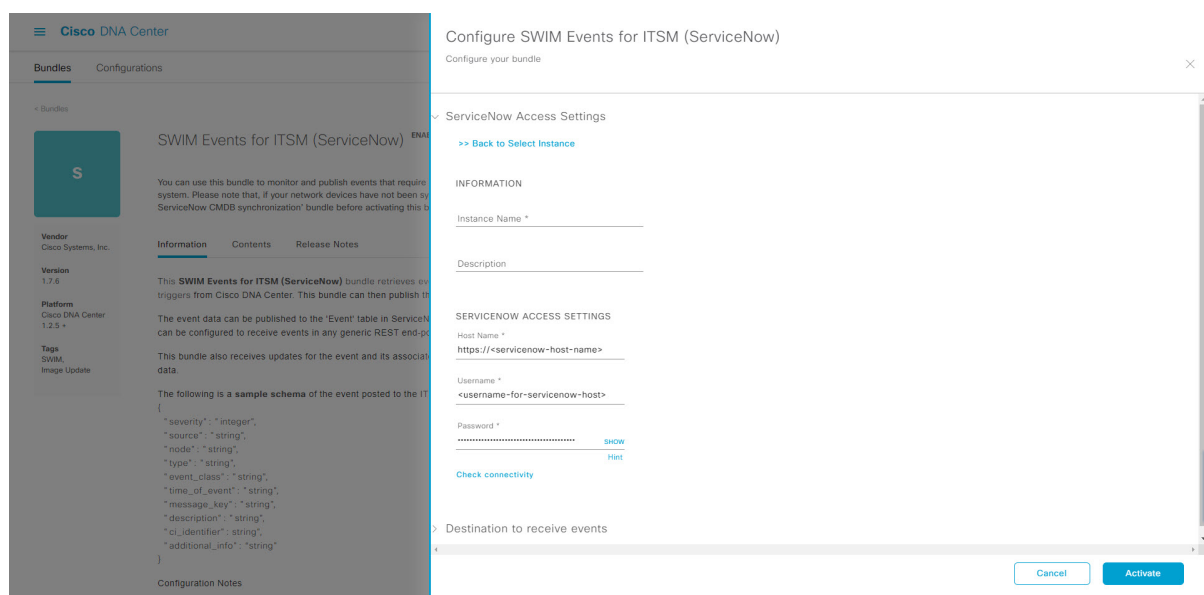 Cisco DNA Center
Bundles Configurations
< Bundles
S
Vendor
Cisco Systems, Inc.
Version
1.7.6
Platform
Cisco DNA Center
1.2.5 +
Tags
SWIM,
Image Update
SWIM Events for ITSM (ServiceNow)
You can use this bundle to monitor and publish events that require
system. Please note that, if your network devices have not been
ServiceNow CMDB synchronization' bundle before activating this
Information Contents Release Notes
This SWIM Events for ITSM (ServiceNow) bundle retrieves
triggers from Cisco DNA Center. This bundle can then publish
The event data can be published to the 'Event' table in
can be configured to receive events in any generic REST
This bundle also receives updates for the event and its
data.
The following is a sample schema of the event posted to the
{
"severity" : "integer",
"source" : "string",
"node" : "string",
"type" : "string",
"event_class" : "string",
"time_of_event" : "string",
"message_key" : "string",
"description" : "string",
"ci_identifier" : string",
"additional_info" : "string"
}
Configuration Notes
Configure SWIM Events for ITSM (ServiceNow)
Configure your bundle
ServiceNow Access Settings
>> Back to Select Instance
INFORMATION
Instance Name *
Description
SERVICENOW ACCESS SETTINGS
Host Name *
https://<servicenow-host-name>
Username *
<username-for-servicenow-host>
Password *
SHOW
Hint
Check connectivity
Destination to receive events
Cancel Activate